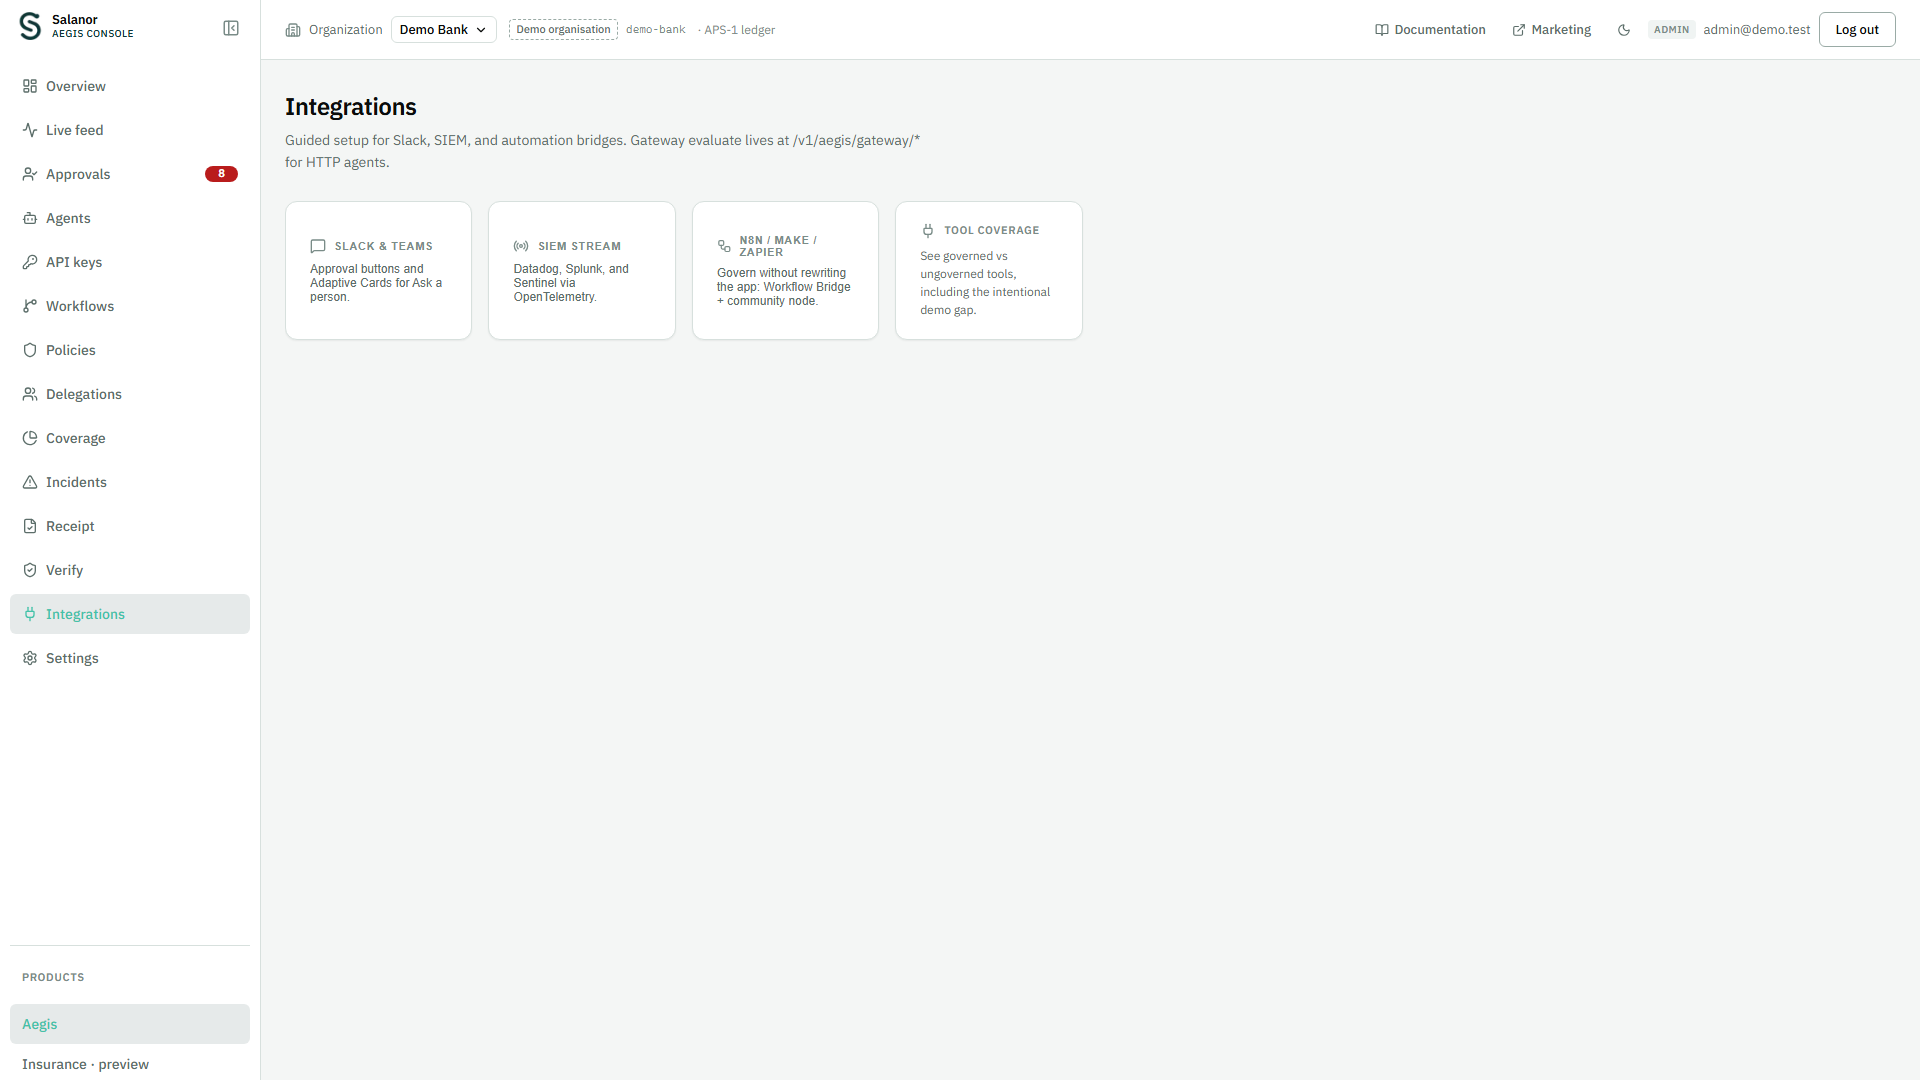 Salanor
AEGIS CONSOLE
Organization
Demo Bank
Demo organisation
demo-bank
· APS-1 ledger
Documentation
Marketing
ADMIN
admin@demo.test
Log out
Overview
Live feed
Approvals
8
Agents
API keys
Workflows
Policies
Delegations
Coverage
Incidents
Receipt
Verify
Integrations
Settings
PRODUCTS
Aegis
Insurance · preview
Integrations
Guided setup for Slack, SIEM, and automation bridges. Gateway evaluate lives at /v1/aegis/gateway/*
for HTTP agents.
SLACK & TEAMS
Approval buttons and
Adaptive Cards for Ask a
person.
SIEM STREAM
Datadog, Splunk, and
Sentinel via
OpenTelemetry.
N8N / MAKE /
ZAPIER
Govern without rewriting
the app: Workflow Bridge
+ community node.
TOOL COVERAGE
See governed vs
ungoverned tools,
including the intentional
demo gap.